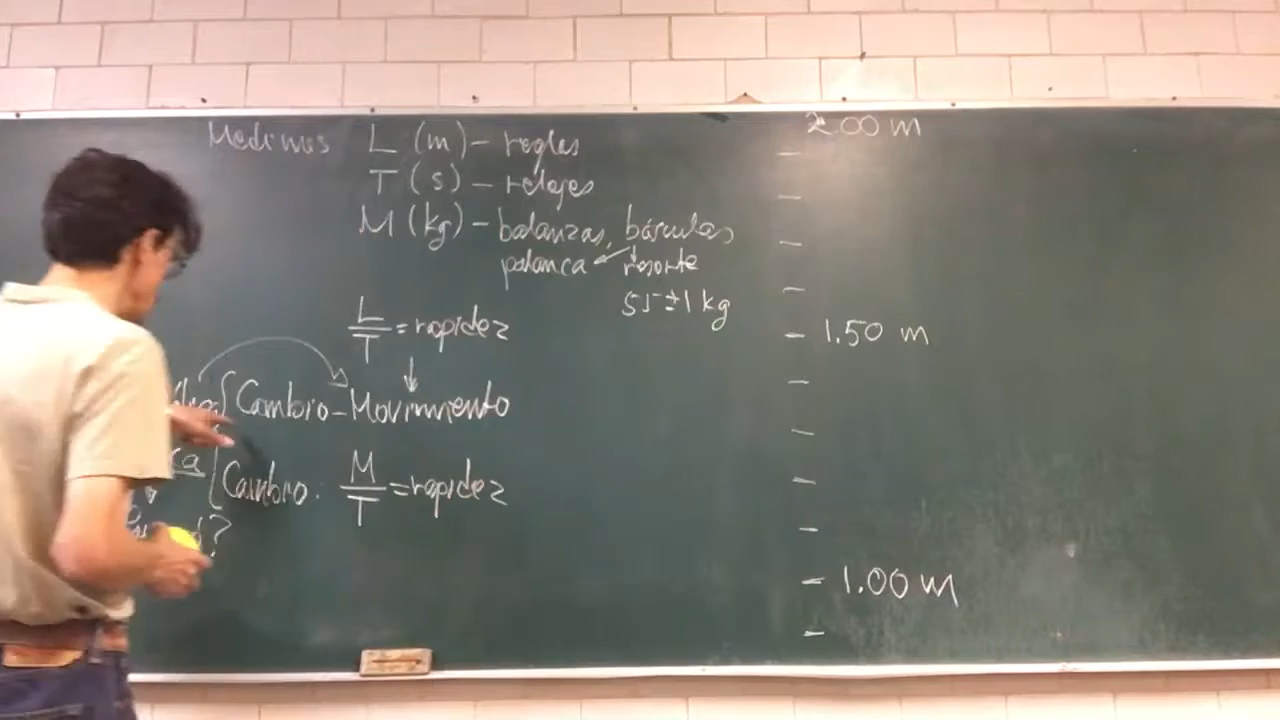 Medimos L (m) – reglas
T (s) – relojes
M (kg) – balanzas, básculas
palanca resorte
55 ± 1 kg
L/T = rapidez
Cambio – Movimiento
Cambio. M/T = rapidez
?
2.00 m
1.50 m
1.00 m